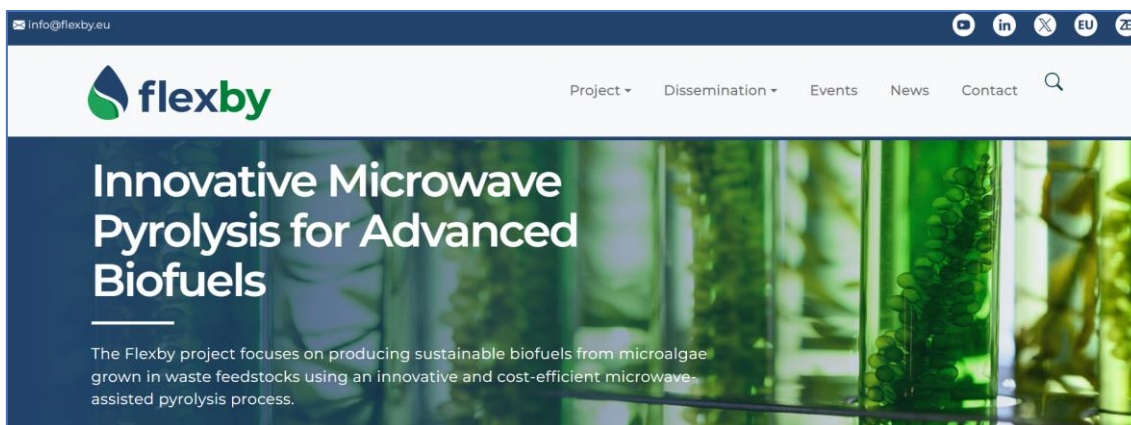 info@flexby.eu
EU
flexby
Project
Dissemination
Events
News
Contact
Innovative Microwave
Pyrolysis for Advanced
Biofuels
The Flexby project focuses on producing sustainable biofuels from microalgae
grown in waste feedstocks using an innovative and cost-efficient microwave-
assisted pyrolysis process.